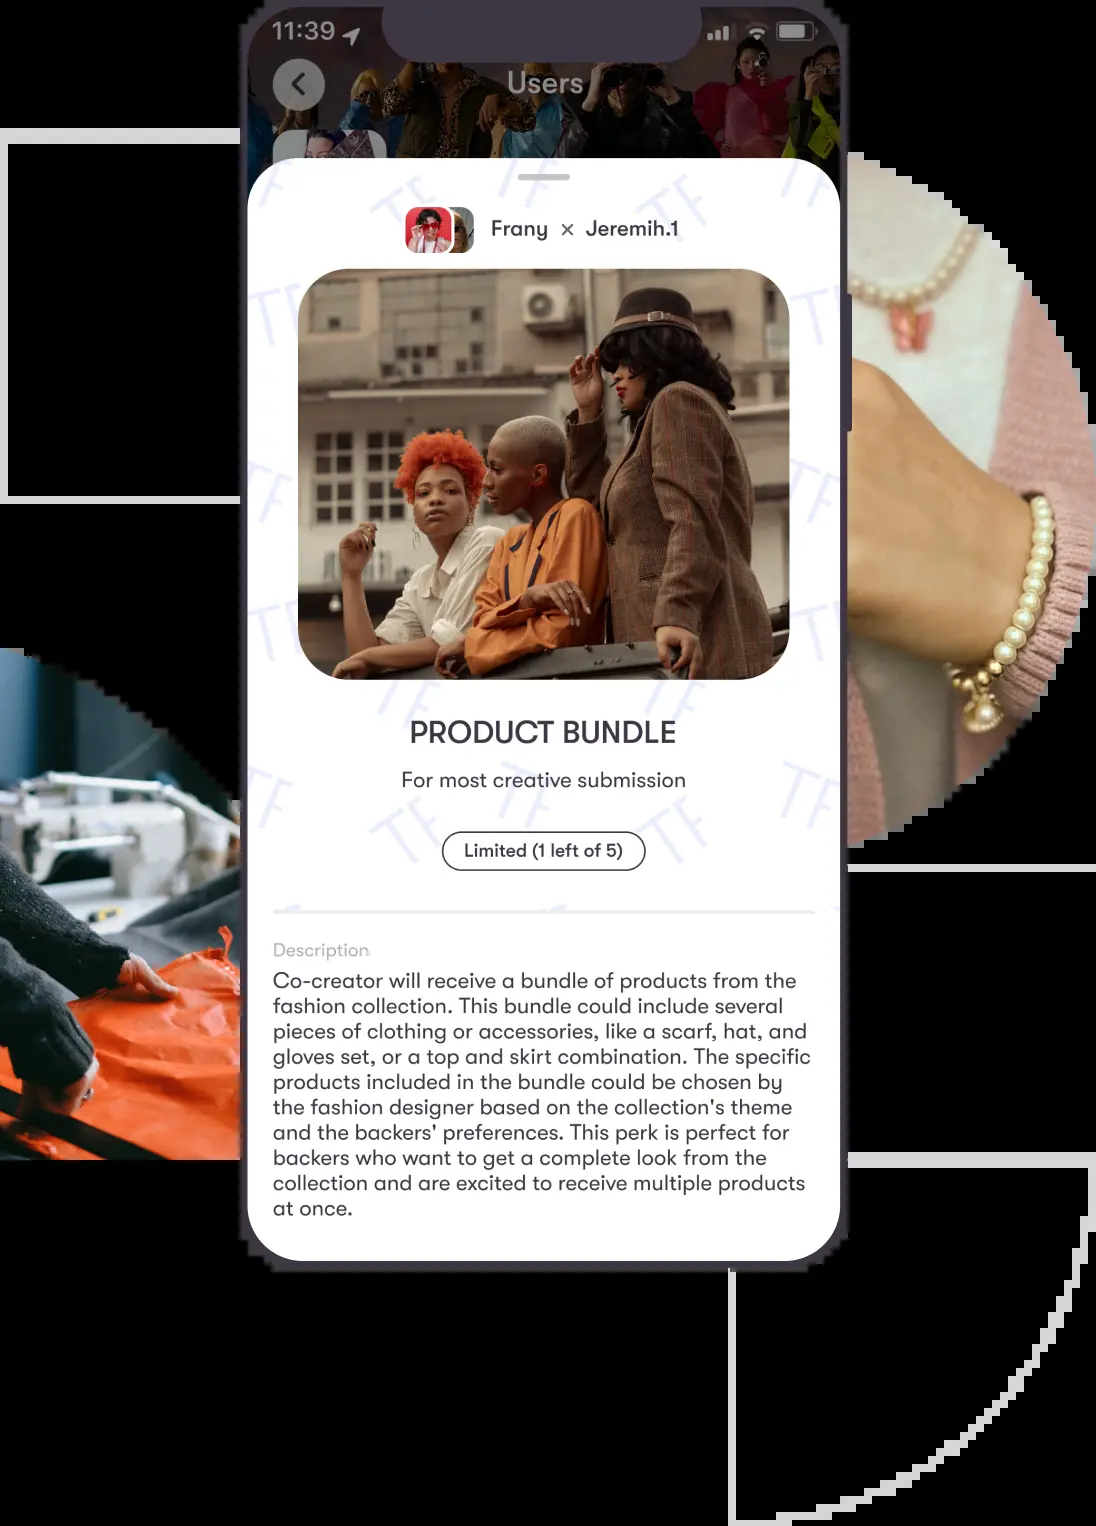 11:39
Users
Frany × Jeremih.1
PRODUCT BUNDLE
For most creative submission
Limited (1 left of 5)
Description
Co-creator will receive a bundle of products from the
fashion collection. This bundle could include several
pieces of clothing or accessories, like a scarf, hat, and
gloves set, or a top and skirt combination. The specific
products included in the bundle could be chosen by
the fashion designer based on the collection's theme
and the backers' preferences. This perk is perfect for
backers who want to get a complete look from the
collection and are excited to receive multiple products
at once.